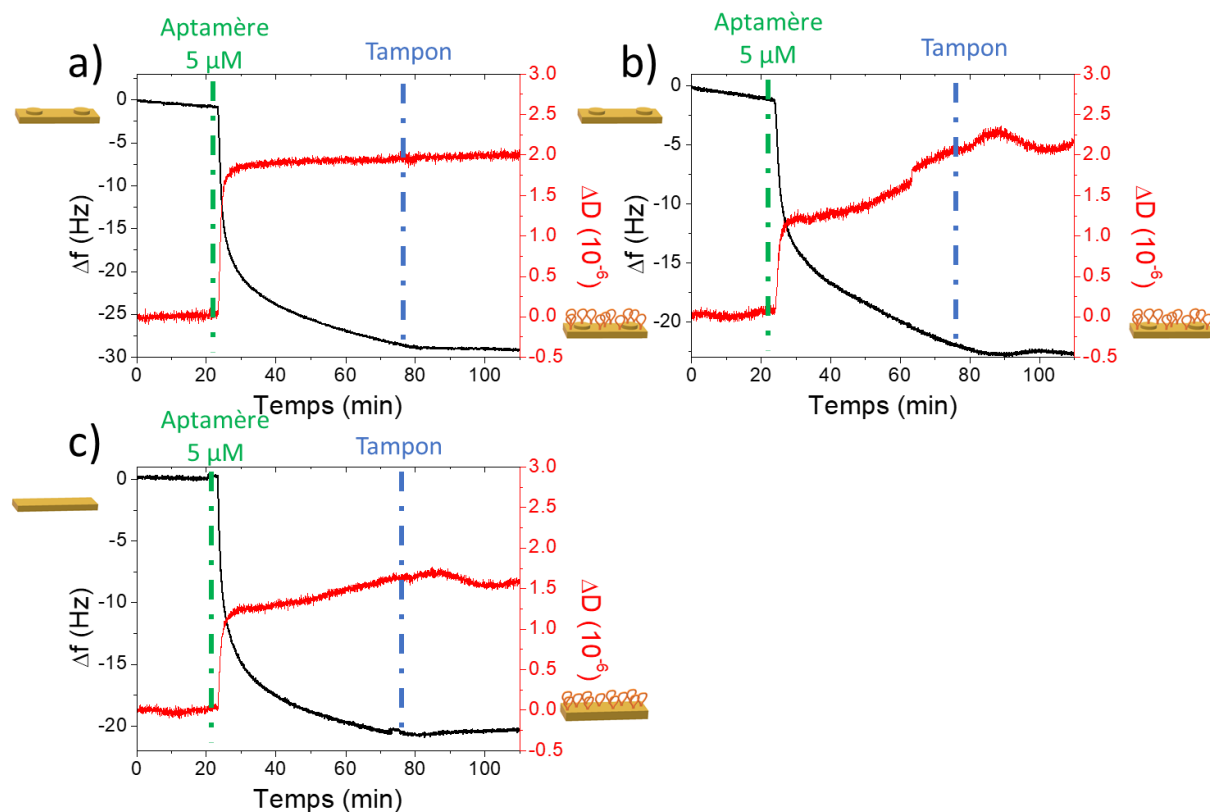 a)
Aptamère
5 µM
Tampon
0
-5
-10
-15
-20
-25
-30
Δf (Hz)
3.0
2.5
2.0
1.5
1.0
0.5
0.0
-0.5
ΔD (10⁻⁶)
0 20 40 60 80 100
Temps (min)
b)
Aptamère
5 µM
Tampon
0
-5
-10
-15
-20
Δf (Hz)
3.0
2.5
2.0
1.5
1.0
0.5
0.0
-0.5
ΔD (10⁻⁶)
0 20 40 60 80 100
Temps (min)
c)
Aptamère
5 µM
Tampon
0
-5
-10
-15
-20
Δf (Hz)
3.0
2.5
2.0
1.5
1.0
0.5
0.0
-0.5
ΔD (10⁻⁶)
0 20 40 60 80 100
Temps (min)